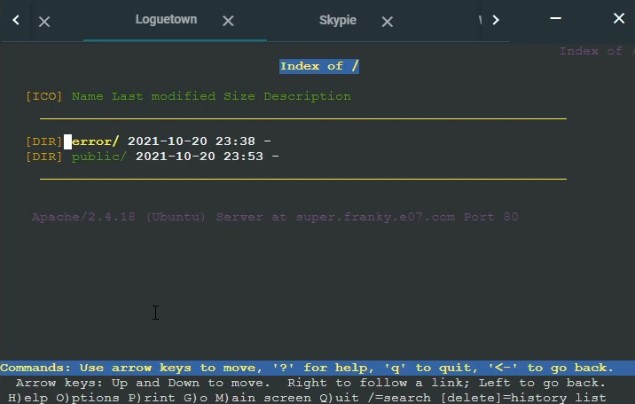 Loguetown
Skypie
Index of /
Index of /
[ICO] Name Last modified Size Description
[DIR] error/ 2021-10-20 23:38 -
[DIR] public/ 2021-10-20 23:53 -
Apache/2.4.18 (Ubuntu) Server at super.franky.e07.com Port 80
Commands: Use arrow keys to move, '?' for help, 'q' to quit, '<-' to go back.
Arrow keys: Up and Down to move. Right to follow a link; Left to go back.
H)elp O)ptions P)rint G)o M)ain screen Q)uit /=search [delete]=history list